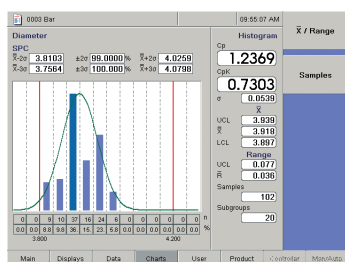 0003 Bar
09:55:07 AM
Diameter
SPC
X̄-2σ 3.8103 ±2σ 99.0000 % X̄+2σ 4.0259
X̄-3σ 3.7564 ±3σ 100.000 % X̄+3σ 4.0798
0 0 9 10 37 16 24 6 0 0 0 0 0 n
0.0 0.0 8.8 9.8 36. 15. 23. 5.8 0.0 0.0 0.0 0.0 0.0 %
3.800 4.200
Histogram
Cp
1.2369
CpK
0.7303
σ 0.0539
X̄
UCL 3.939
X̄ 3.918
LCL 3.897
Range
UCL 0.077
R̄ 0.036
Samples
102
Subgroups
20
X̄ / Range
Samples
Main Displays Data Charts User Product Controller Man/Auto